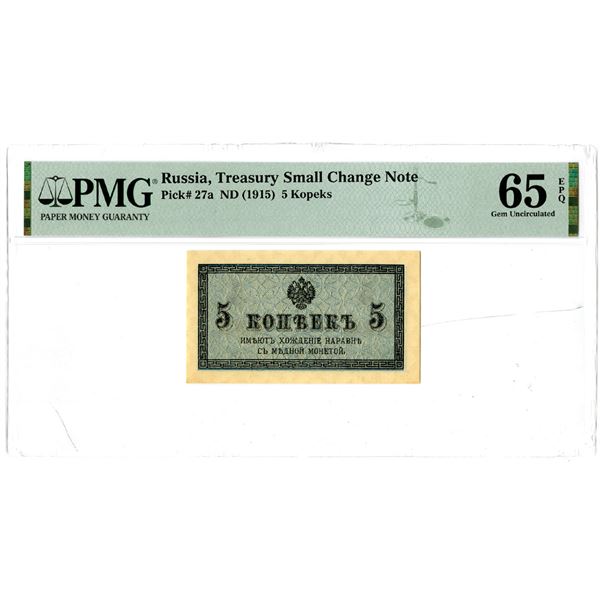 PMG®
PAPER MONEY GUARANTY
Russia, Treasury Small Change Note
Pick# 27a ND (1915) 5 Kopeks
65 EPQ
Gem Uncirculated
5 КОПѢЕКЪ 5
ИМѢЮТЪ ХОЖДЕНІЕ НАРАВНѢ
СЪ МѢДНОЙ МОНЕТОЙ.